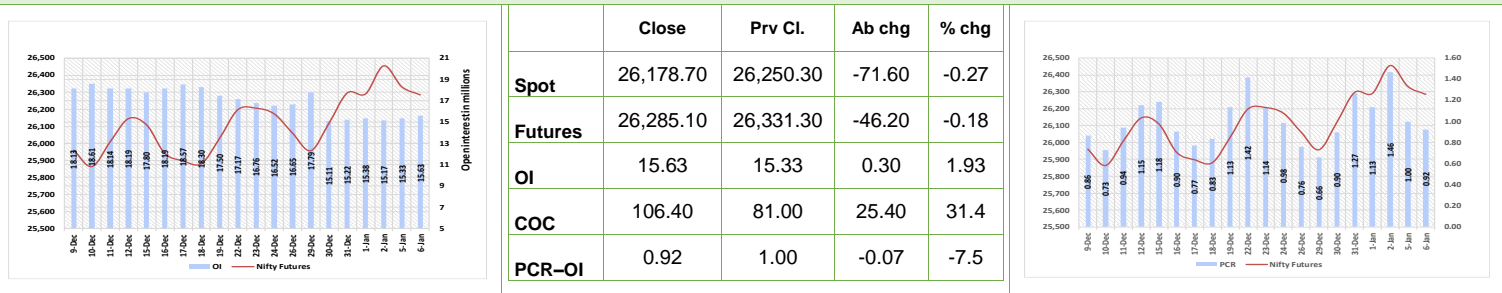 26,500
26,400
26,300
26,200
26,100
26,000
25,900
25,800
25,700
25,600
25,500
21
19
17
15
13
11
9
7
5
Open interest in millions
18.13
18.61
18.14
18.19
17.80
18.19
18.57
18.30
17.50
17.17
16.76
16.52
16.65
17.79
15.11
15.22
15.38
15.17
15.33
15.63
9-Dec
10-Dec
11-Dec
12-Dec
15-Dec
16-Dec
17-Dec
18-Dec
19-Dec
22-Dec
23-Dec
24-Dec
26-Dec
29-Dec
30-Dec
31-Dec
1-Jan
2-Jan
5-Jan
6-Jan
OI Nifty Futures
Close Prv Cl. Ab chg % chg
Spot 26,178.70 26,250.30 -71.60 -0.27
Futures 26,285.10 26,331.30 -46.20 -0.18
OI 15.63 15.33 0.30 1.93
COC 106.40 81.00 25.40 31.4
PCR–OI 0.92 1.00 -0.07 -7.5
26,500
26,400
26,300
26,200
26,100
26,000
25,900
25,800
25,700
25,600
25,500
1.60
1.40
1.20
1.00
0.80
0.60
0.40
0.20
0.00
0.86
0.73
0.94
1.15
1.18
0.90
0.77
0.83
1.13
1.42
1.14
0.98
0.76
0.66
0.90
1.27
1.13
1.46
1.00
0.92
9-Dec
10-Dec
11-Dec
12-Dec
15-Dec
16-Dec
17-Dec
18-Dec
19-Dec
22-Dec
23-Dec
24-Dec
26-Dec
29-Dec
30-Dec
31-Dec
1-Jan
2-Jan
5-Jan
6-Jan
PCR Nifty Futures